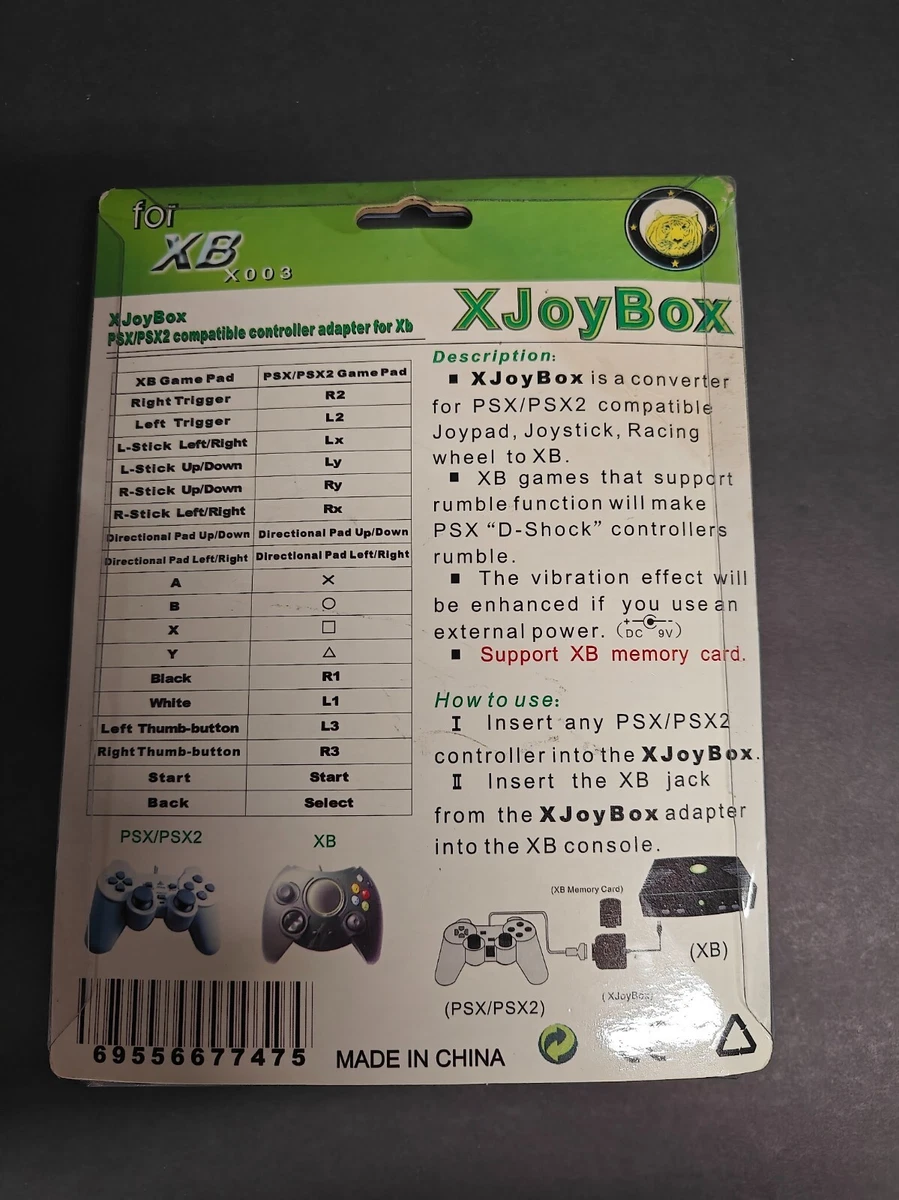 for
XB
X003
XJoyBox
PSX/PSX2 compatible controller adapter for Xb
XB Game Pad PSX/PSX2 Game Pad
Right Trigger R2
Left Trigger L2
L-Stick Left/Right Lx
L-Stick Up/Down Ly
R-Stick Up/Down Ry
R-Stick Left/Right Rx
Directional Pad Up/Down Directional Pad Up/Down
Directional Pad Left/Right Directional Pad Left/Right
A ✕
B ○
X □
Y △
Black R1
White L1
Left Thumb-button L3
Right Thumb-button R3
Start Start
Back Select
PSX/PSX2
XB
69556677475
MADE IN CHINA
XJoyBox
Description:
■ XJoyBox is a converter
for PSX/PSX2 compatible
Joypad, Joystick, Racing
wheel to XB.
■ XB games that support
rumble function will make
PSX “D-Shock” controllers
rumble.
■ The vibration effect will
be enhanced if you use an
external power. (DC + - 9V)
■ Support XB memory card.
How to use:
I Insert any PSX/PSX2
controller into the XJoyBox.
II Insert the XB jack
from the XJoyBox adapter
into the XB console.
(XB Memory Card)
(XB)
(PSX/PSX2)
(XJoyBox)